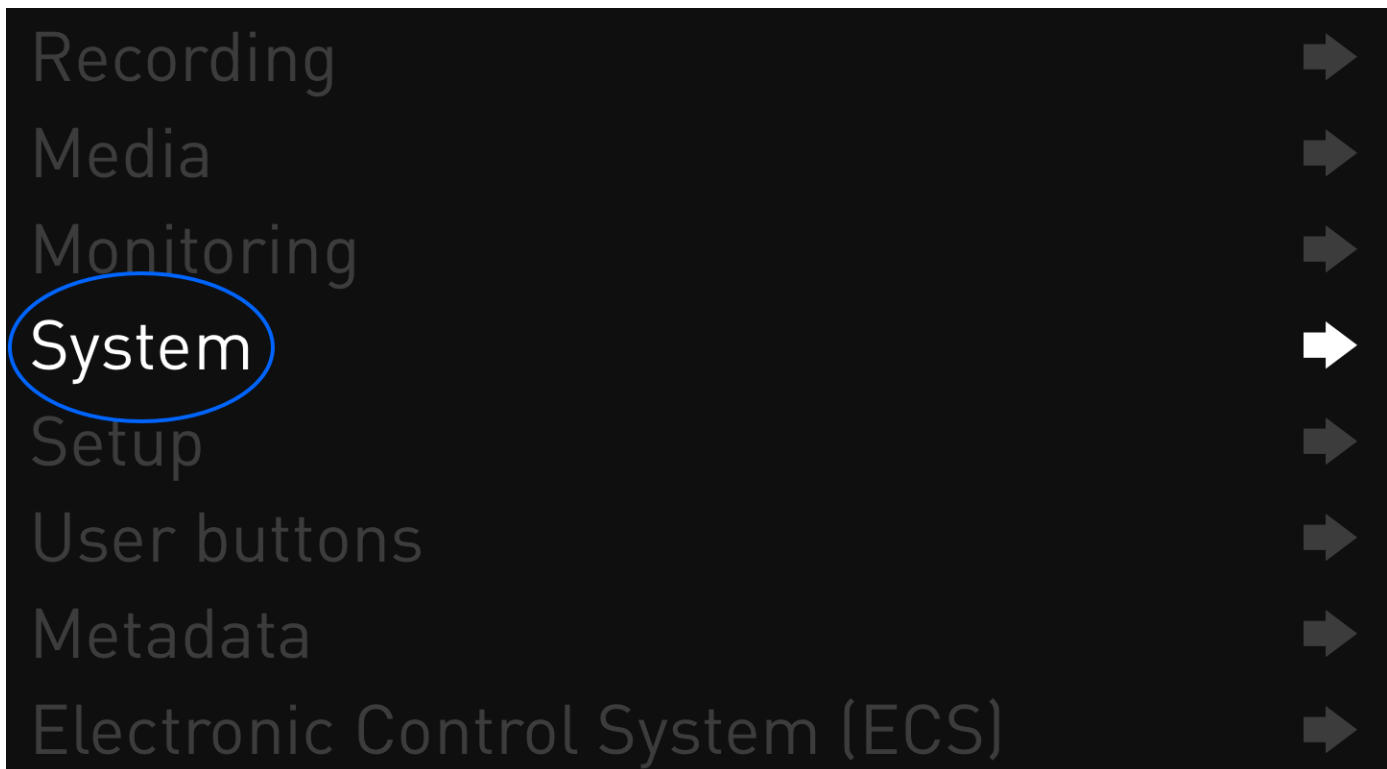 Recording
Media
Monitoring
System
Setup
User buttons
Metadata
Electronic Control System (ECS)